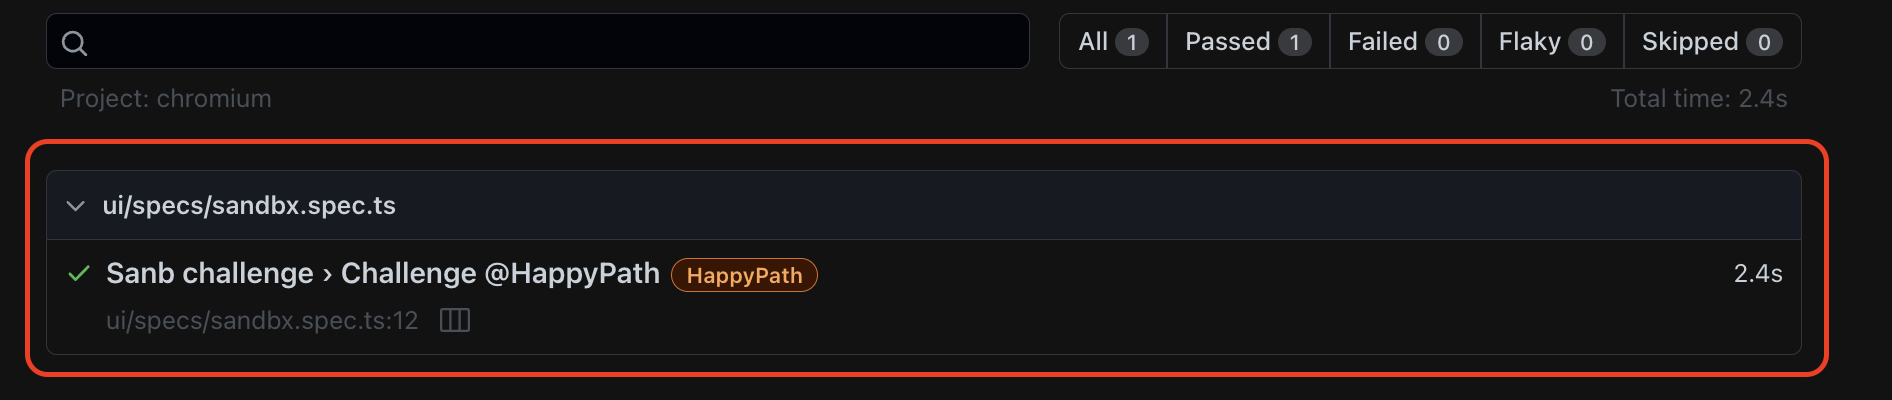 All 1 Passed 1 Failed 0 Flaky 0 Skipped 0
Project: chromium Total time: 2.4s
ui/specs/sandbx.spec.ts
Sanb challenge › Challenge @HappyPath HappyPath 2.4s
ui/specs/sandbx.spec.ts:12